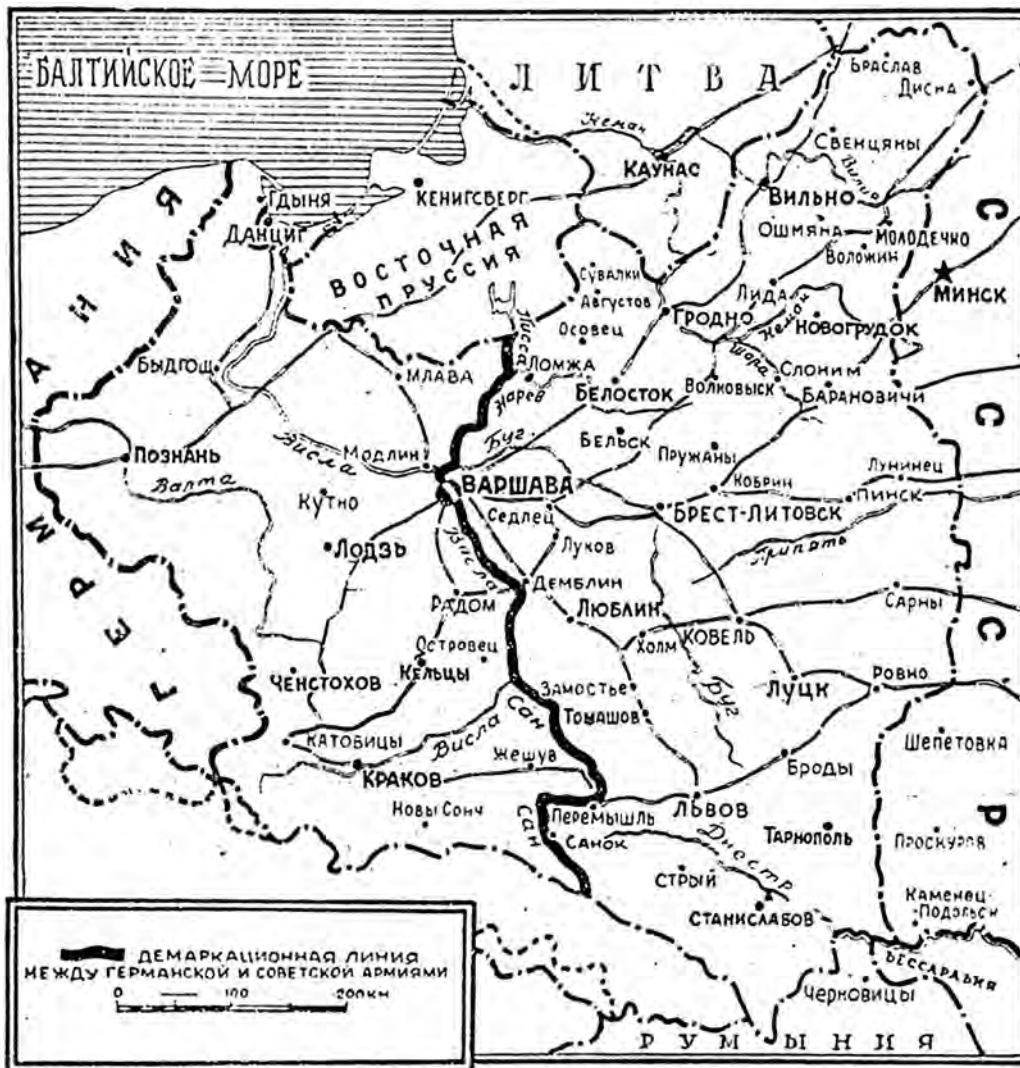 БАЛТИЙСКОЕ МОРЕ
ЛИТВА
БРАСЛАВ
ДИСНА
Неман
СВЕНЦЯНЫ
КАУНАС
Вилия
ВИЛЬНО
КЕНИГСБЕРГ
ГДЫНЯ
ДАНЦИГ
ОШМЯНА
МОЛОДЕЧКО
ВОЛОЖИН
ВОСТОЧНАЯ
ПРУССИЯ
СУВАЛКИ
АВГУСТОВ
ЛИДА
МИНСК
ГРОДНО
Неман
НОВОГРУДОК
ОСОВЕЦ
Писса
БЫДГОЩ
МЛАВА
ЛОМЖА
Нарев
БЕЛОСТОК
ВОЛКОВЫСК
Шара
СЛОНИМ
БАРАНОВИЧИ
ГЕРМАНИЯ
СССР
ПОЗНАНЬ
Варта
Висла
МОДЛИН
Буг
БЕЛЬСК
ПРУЖАНЫ
ЛУНИНЕЦ
ВАРШАВА
КОБРИН
ПИНСК
КУТНО
СЕДЛЕЦ
БРЕСТ-ЛИТОВСК
ЛОДЗЬ
Висла
ЛУКОВ
Припять
РАДОМ
ДЕМБЛИН
ЛЮБЛИН
САРНЫ
ХОЛМ
КОВЕЛЬ
ОСТРОВЕЦ
ЧЕНСТОХОВ
КЕЛЬЦЫ
ЗАМОСТЬЕ
Буг
ЛУЦК
РОВНО
Сан
ТОМАШОВ
КАТОВИЦЫ
Висла
ШЕПЕТОВКА
КРАКОВ
ЖЕШУВ
БРОДЫ
НОВЫ СОНЧ
Сан
ПЕРЕМЫШЛЬ
ЛЬВОВ
САНОК
Днестр
ТАРНОПОЛЬ
ПРОСКУРОВ
СТРЫЙ
СТАНИСЛАВОВ
КАМЕНЕЦ-
ПОДОЛЬСК
БЕССАРАБИЯ
ЧЕРНОВИЦЫ
РУМЫНИЯ
ДЕМАРКАЦИОННАЯ ЛИНИЯ
МЕЖДУ ГЕРМАНСКОЙ И СОВЕТСКОЙ АРМИЯМИ
0 100 200КМ